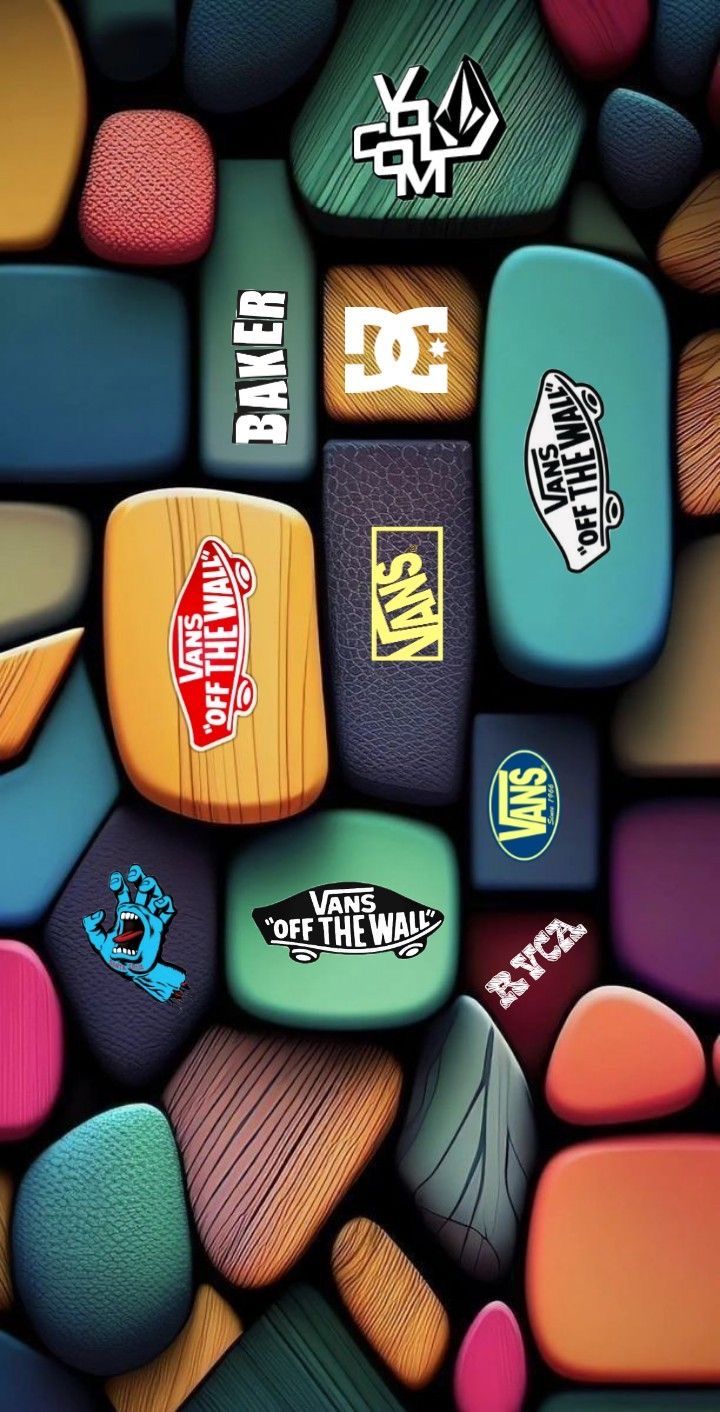 VOLCOM
BAKER
DC
VANS
"OFF THE WALL"
VANS
"OFF THE WALL"
VANS
VANS
Since 1966
VANS
"OFF THE WALL"
RVCA